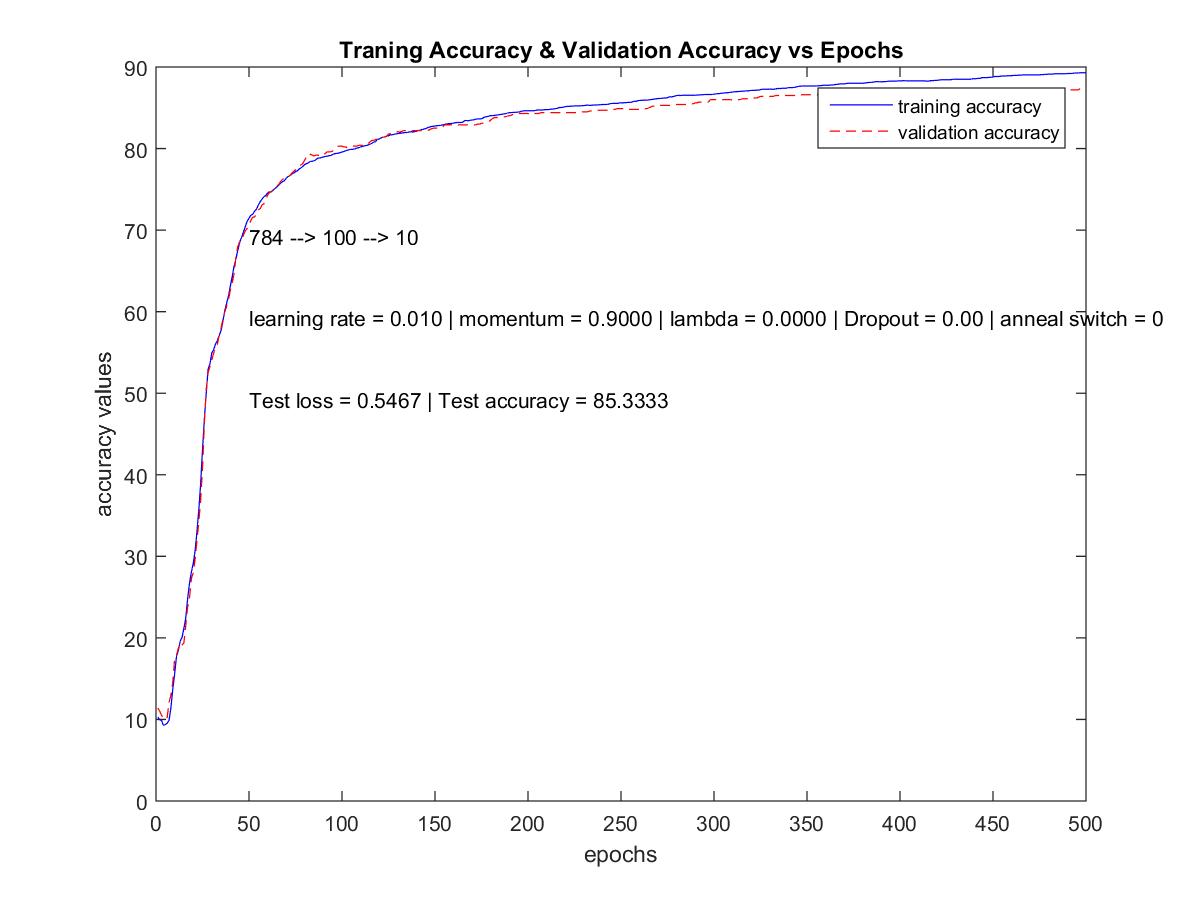 Traning Accuracy & Validation Accuracy vs Epochs
90
80
70
60
50
40
30
20
10
0
accuracy values
training accuracy
validation accuracy
784 --> 100 --> 10
learning rate = 0.010 | momentum = 0.9000 | lambda = 0.0000 | Dropout = 0.00 | anneal switch = 0
Test loss = 0.5467 | Test accuracy = 85.3333
0 50 100 150 200 250 300 350 400 450 500
epochs